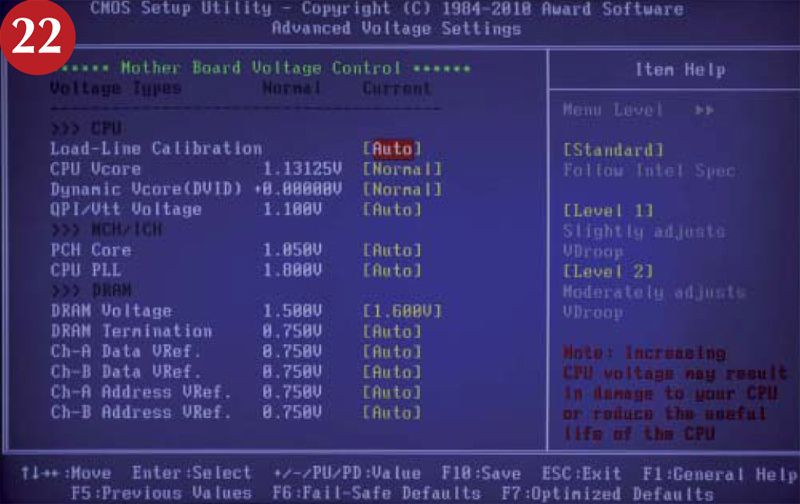 22
CMOS Setup Utility - Copyright (C) 1984-2010 Award Software
Advanced Voltage Settings
****** Mother Board Voltage Control ******
Voltage Types Normal Current
>>> CPU
Load-Line Calibration [Auto]
CPU Vcore 1.13125V [Normal]
Dynamic Vcore(DVID) +0.00000V [Normal]
QPI/Vtt Voltage 1.100V [Auto]
>>> MCH/ICH
PCH Core 1.050V [Auto]
CPU PLL 1.800V [Auto]
>>> DRAM
DRAM Voltage 1.500V [1.600V]
DRAM Termination 0.750V [Auto]
Ch-A Data VRef. 0.750V [Auto]
Ch-B Data VRef. 0.750V [Auto]
Ch-A Address VRef. 0.750V [Auto]
Ch-B Address VRef. 0.750V [Auto]
Item Help
Menu Level ▶▶
[Standard]
Follow Intel Spec
[Level 1]
Slightly adjusts
VDroop
[Level 2]
Moderately adjusts
VDroop
Note: Increasing
CPU voltage may result
in damage to your CPU
or reduce the useful
life of the CPU
↑↓→←:Move Enter:Select +/-/PU/PD:Value F10:Save ESC:Exit F1:General Help
F5:Previous Values F6:Fail-Safe Defaults F7:Optimized Defaults